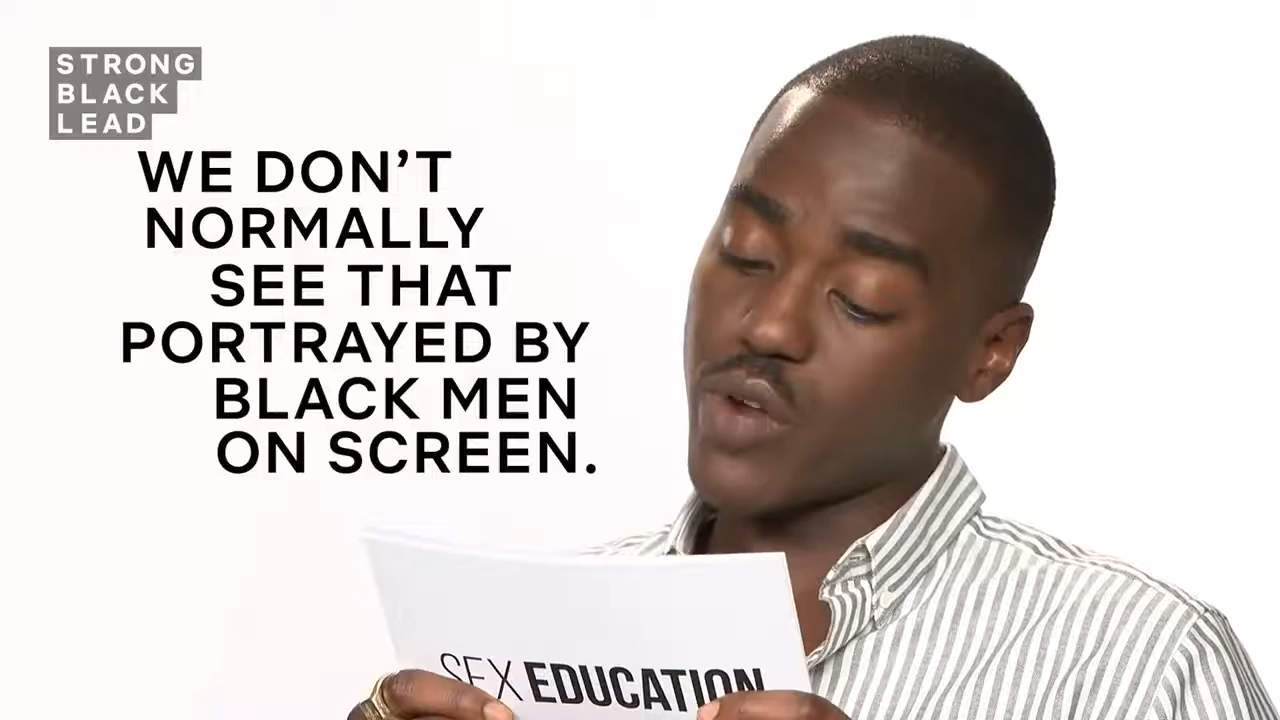 STRONG
BLACK
LEAD
WE DON’T
NORMALLY
SEE THAT
PORTRAYED BY
BLACK MEN
ON SCREEN.
SEX EDUCATION